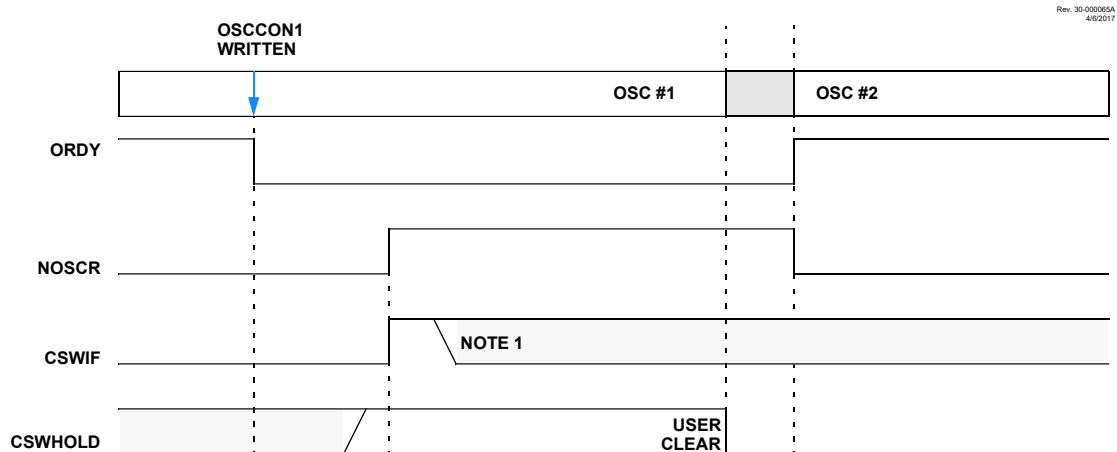 Rev. 30-000065A
4/6/2017
OSCCON1
WRITTEN
OSC #1
OSC #2
ORDY
NOSCR
CSWIF
NOTE 1
CSWHOLD
USER
CLEAR